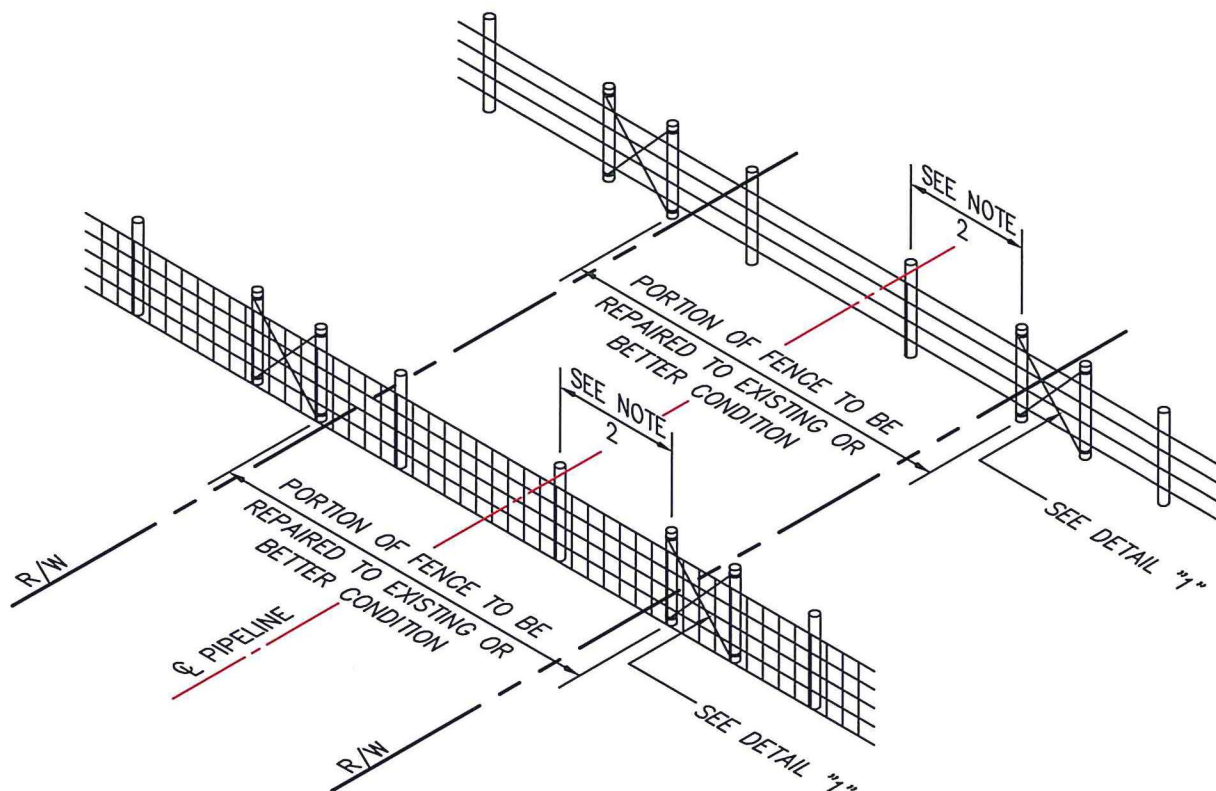 SEE NOTE
2
PORTION OF FENCE TO BE
REPAIRED TO EXISTING OR
BETTER CONDITION
SEE NOTE
2
SEE DETAIL "1"
PORTION OF FENCE TO BE
REPAIRED TO EXISTING OR
BETTER CONDITION
R/W
℄ PIPELINE
SEE DETAIL "1"
R/W